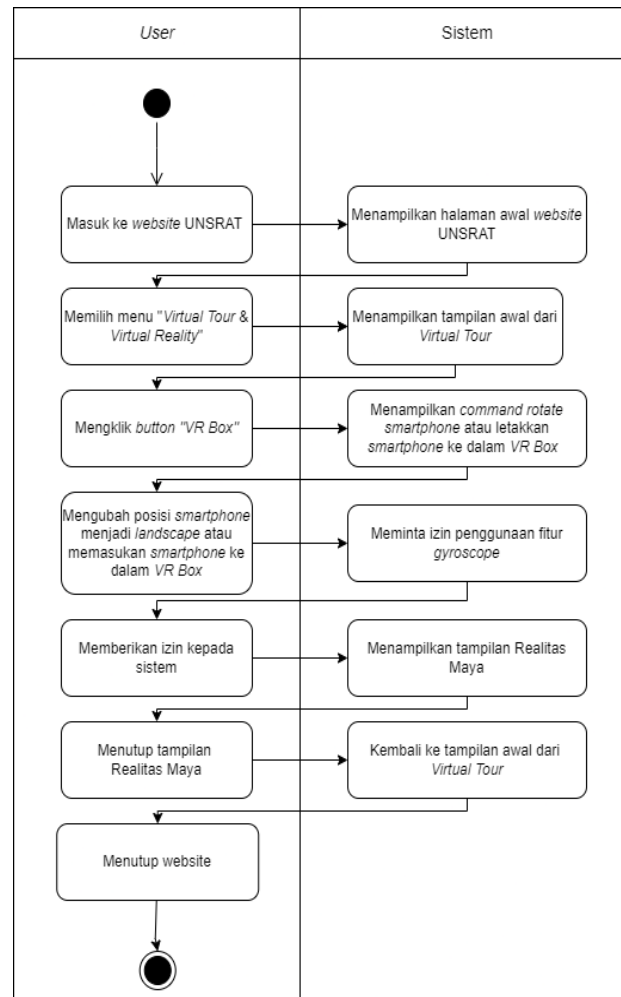 User
Sistem
Masuk ke website UNSRAT
Menampilkan halaman awal website
UNSRAT
Memilih menu "Virtual Tour &
Virtual Reality"
Menampilkan tampilan awal dari
Virtual Tour
Mengklik button "VR Box"
Menampilkan command rotate
smartphone atau letakkan
smartphone ke dalam VR Box
Mengubah posisi smartphone
menjadi landscape atau
memasukan smartphone ke
dalam VR Box
Meminta izin penggunaan fitur
gyroscope
Memberikan izin kepada
sistem
Menampilkan tampilan Realitas
Maya
Menutup tampilan
Realitas Maya
Kembali ke tampilan awal dari
Virtual Tour
Menutup website